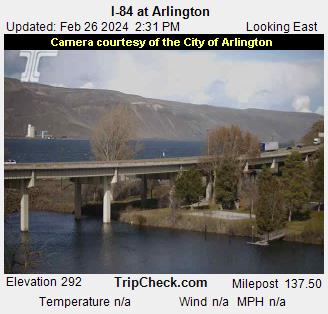 I-84 at Arlington
Updated: Feb 26 2024 2:31 PM Looking East
Camera courtesy of the City of Arlington
Elevation 292 TripCheck.com Milepost 137.50
Temperature n/a Wind n/a MPH n/a